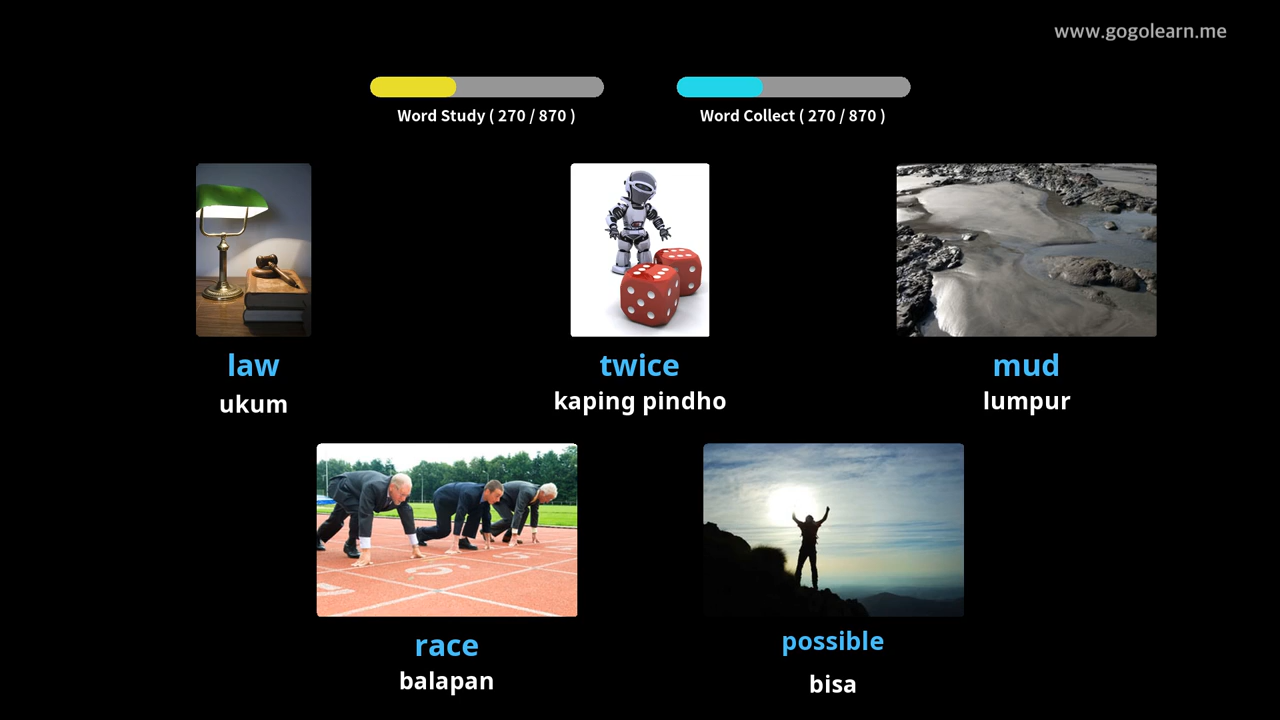 www.gogolearn.me
Word Study ( 270 / 870 )
Word Collect ( 270 / 870 )
law
ukum
twice
kaping pindho
mud
lumpur
race
balapan
possible
bisa